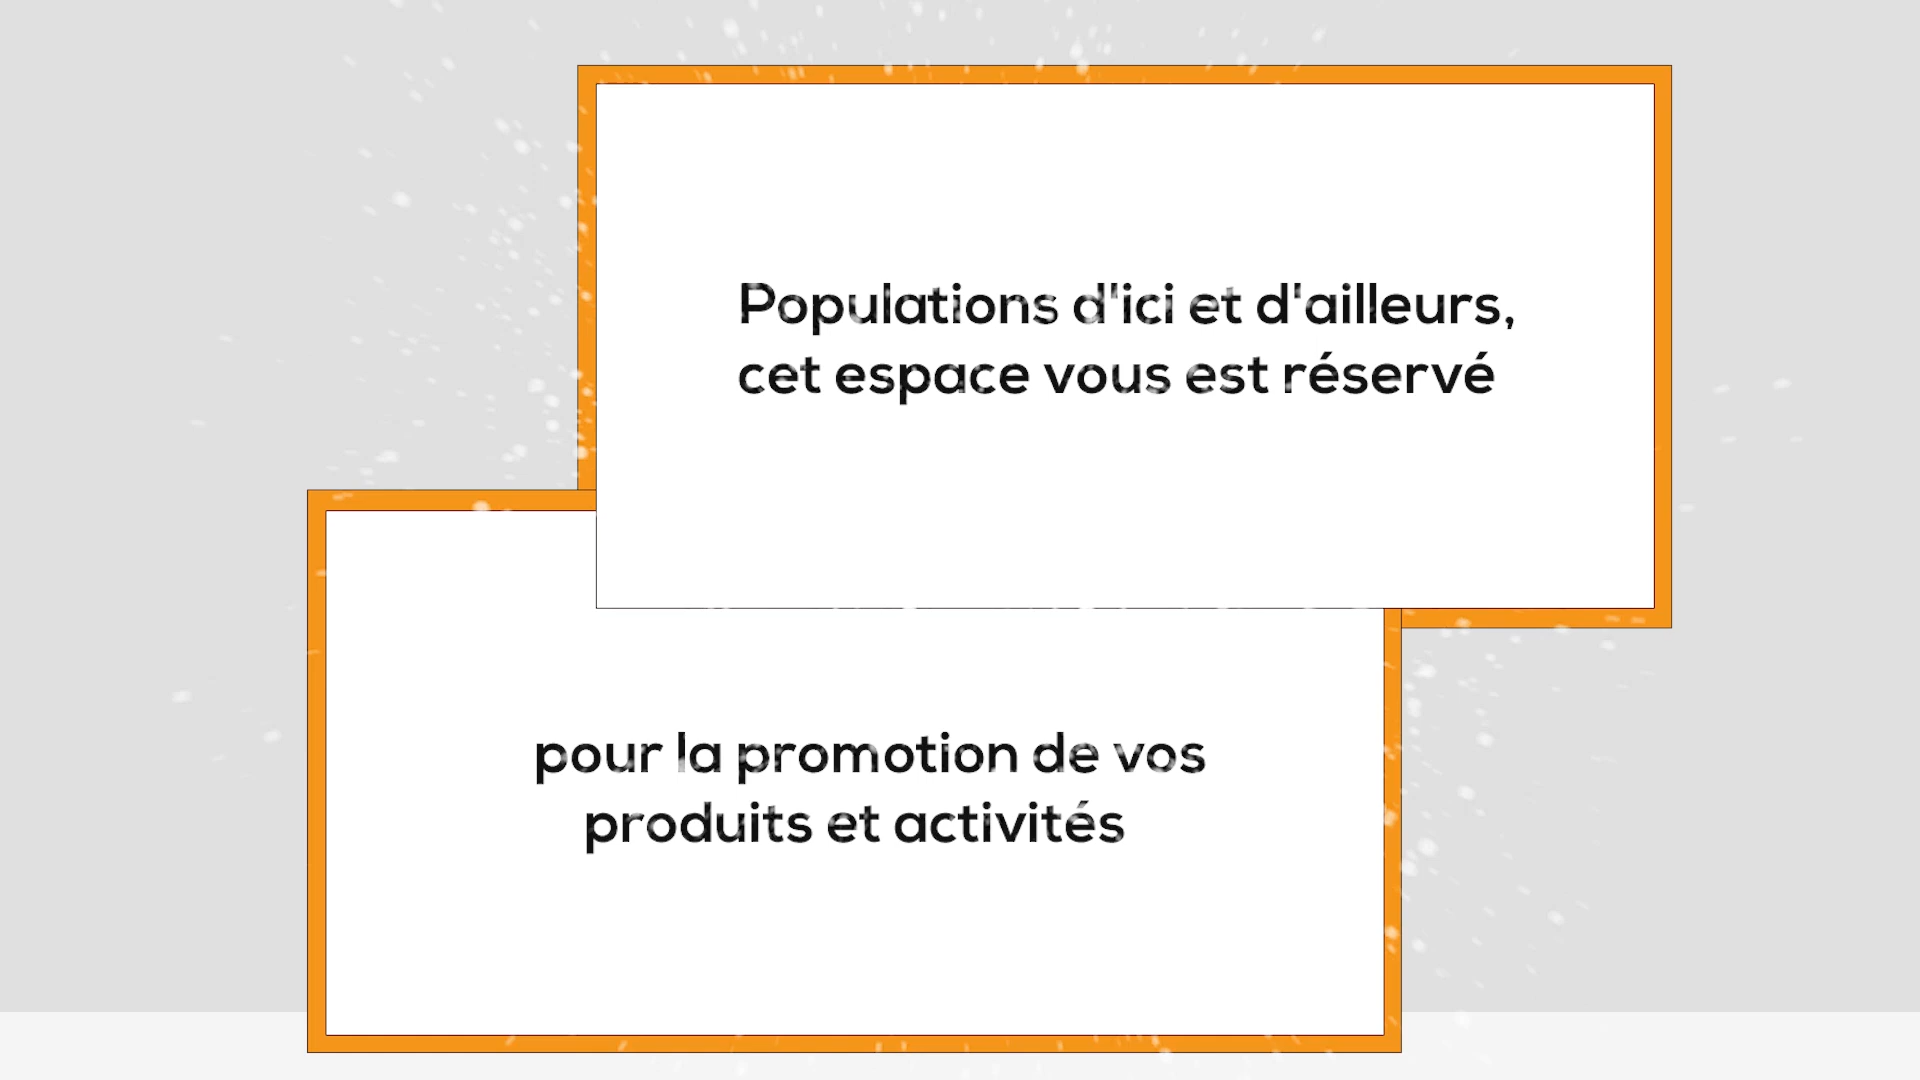 Populations d'ici et d'ailleurs,
cet espace vous est réservé
pour la promotion de vos
produits et activités